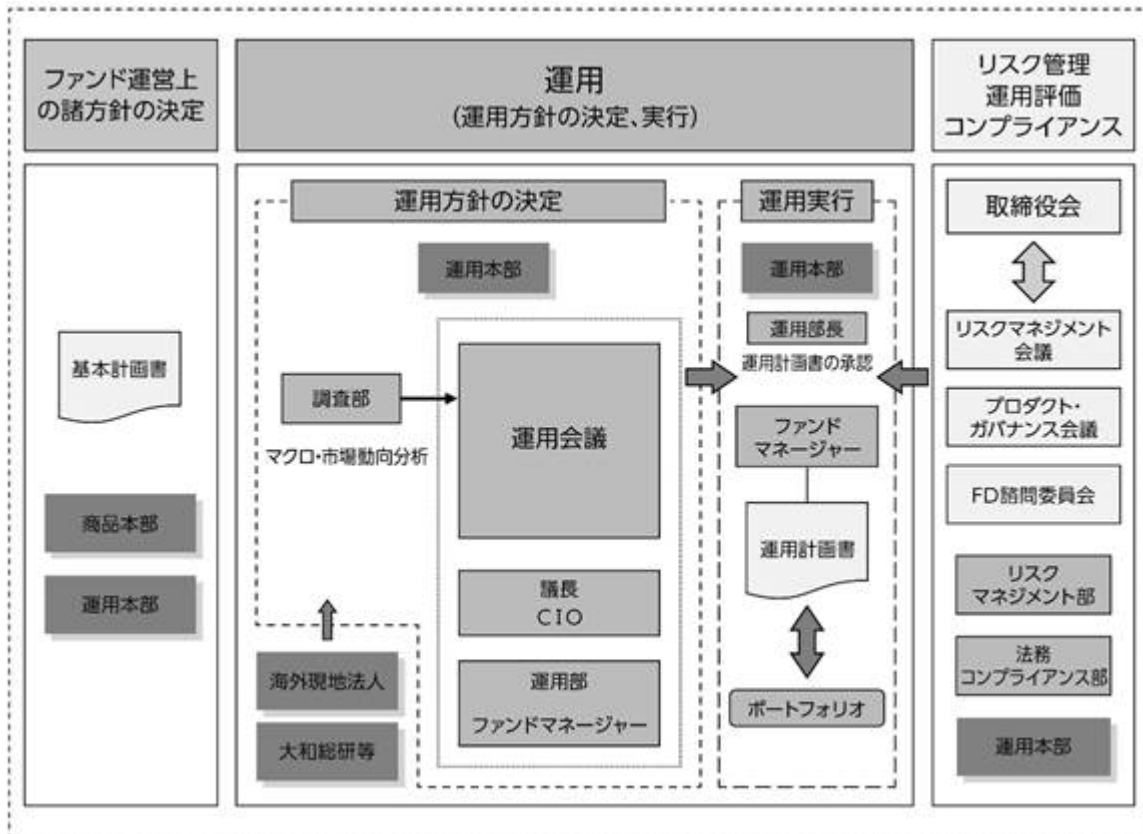 ファンド運営上
の諸方針の決定
運用
(運用方針の決定、実行)
リスク管理
運用評価
コンプライアンス
基本計画書
商品本部
運用本部
運用方針の決定
運用本部
調査部
マクロ・市場動向分析
運用会議
議長
CIO
運用部
ファンドマネージャー
海外現地法人
大和総研等
運用実行
運用本部
運用部長
運用計画書の承認
ファンド
マネージャー
運用計画書
ポートフォリオ
取締役会
リスクマネジメント
会議
プロダクト・
ガバナンス会議
FD諮問委員会
リスク
マネジメント部
法務
コンプライアンス部
運用本部